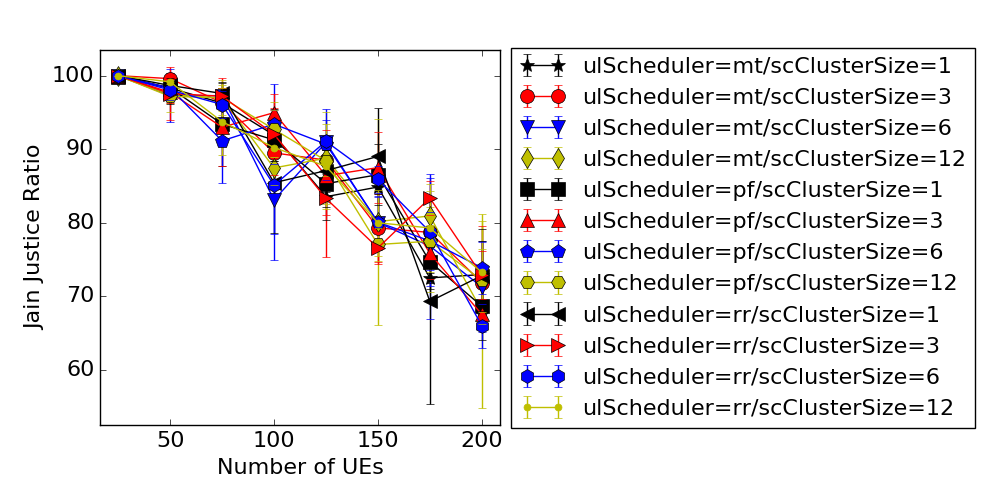 Jain Justice Ratio
100
90
80
70
60
50 100 150 200
Number of UEs
ulScheduler=mt/scClusterSize=1
ulScheduler=mt/scClusterSize=3
ulScheduler=mt/scClusterSize=6
ulScheduler=mt/scClusterSize=12
ulScheduler=pf/scClusterSize=1
ulScheduler=pf/scClusterSize=3
ulScheduler=pf/scClusterSize=6
ulScheduler=pf/scClusterSize=12
ulScheduler=rr/scClusterSize=1
ulScheduler=rr/scClusterSize=3
ulScheduler=rr/scClusterSize=6
ulScheduler=rr/scClusterSize=12